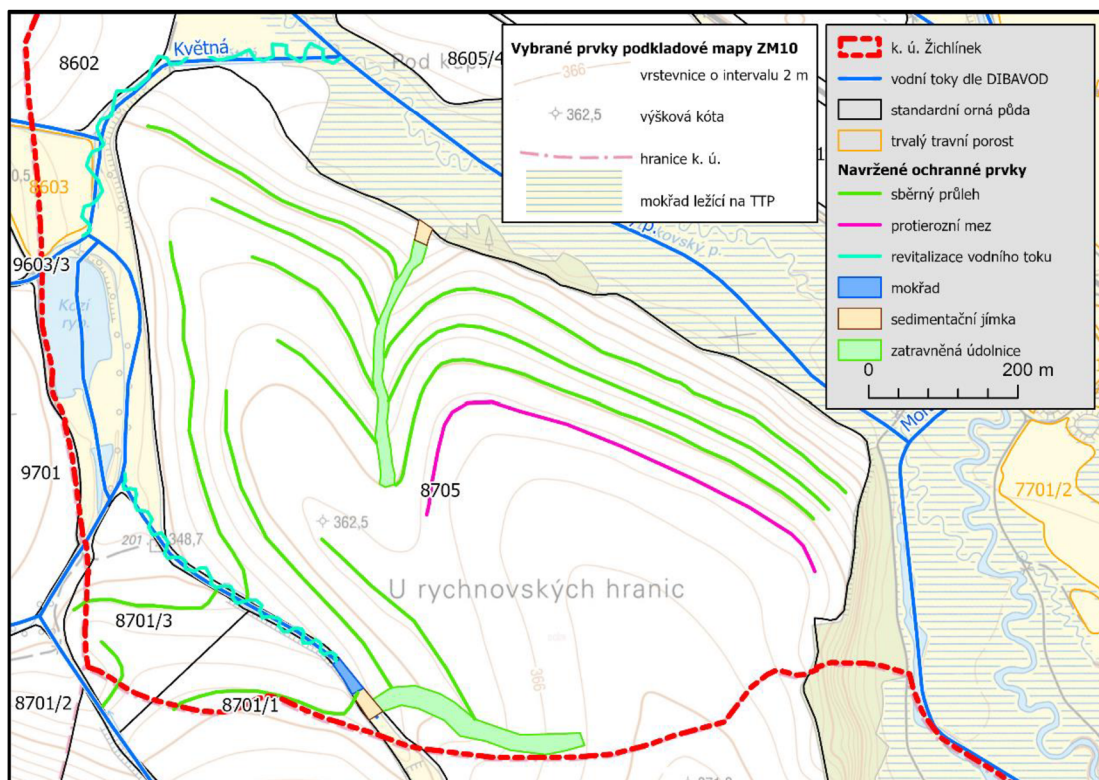 8602
Květná
8605/4
8603
9603/3
Kozí
ryb.
9701
8705
362,5
201
348,7
U rychnovských hranic
8701/3
8701/2
8701/1
366
7701/2
Vybrané prvky podkladové mapy ZM10
366
vrstevnice o intervalu 2 m
362,5
výšková kóta
hranice k. ú.
mokřad ležící na TTP
k. ú. Žichlínek
vodní toky dle DIBAVOD
standardní orná půda
trvalý travní porost
Navržené ochranné prvky
sběrný průleh
protierozní mez
revitalizace vodního toku
mokřad
sedimentační jímka
zatravněná údolnice
0
200 m